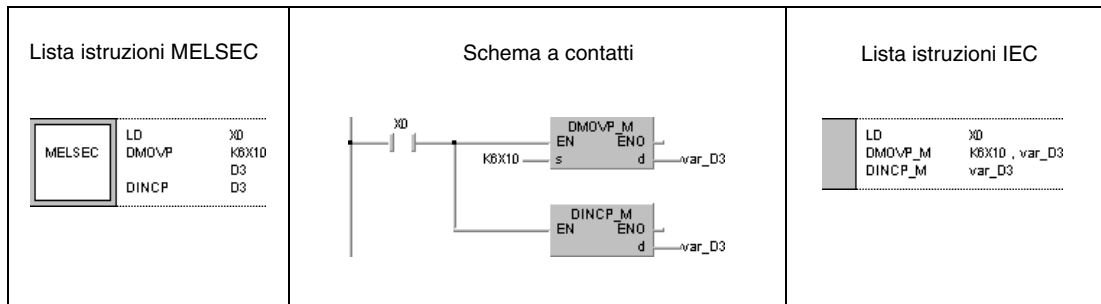 Lista istruzioni MELSEC
MELSEC
LD X0
DMOVP K6X10
D3
DINCP D3
Schema a contatti
X0
DMOVP_M
EN ENO
K6X10 s d var_D3
DINCP_M
EN ENO
d var_D3
Lista istruzioni IEC
LD X0
DMOVP_M K6X10 , var_D3
DINCP_M var_D3